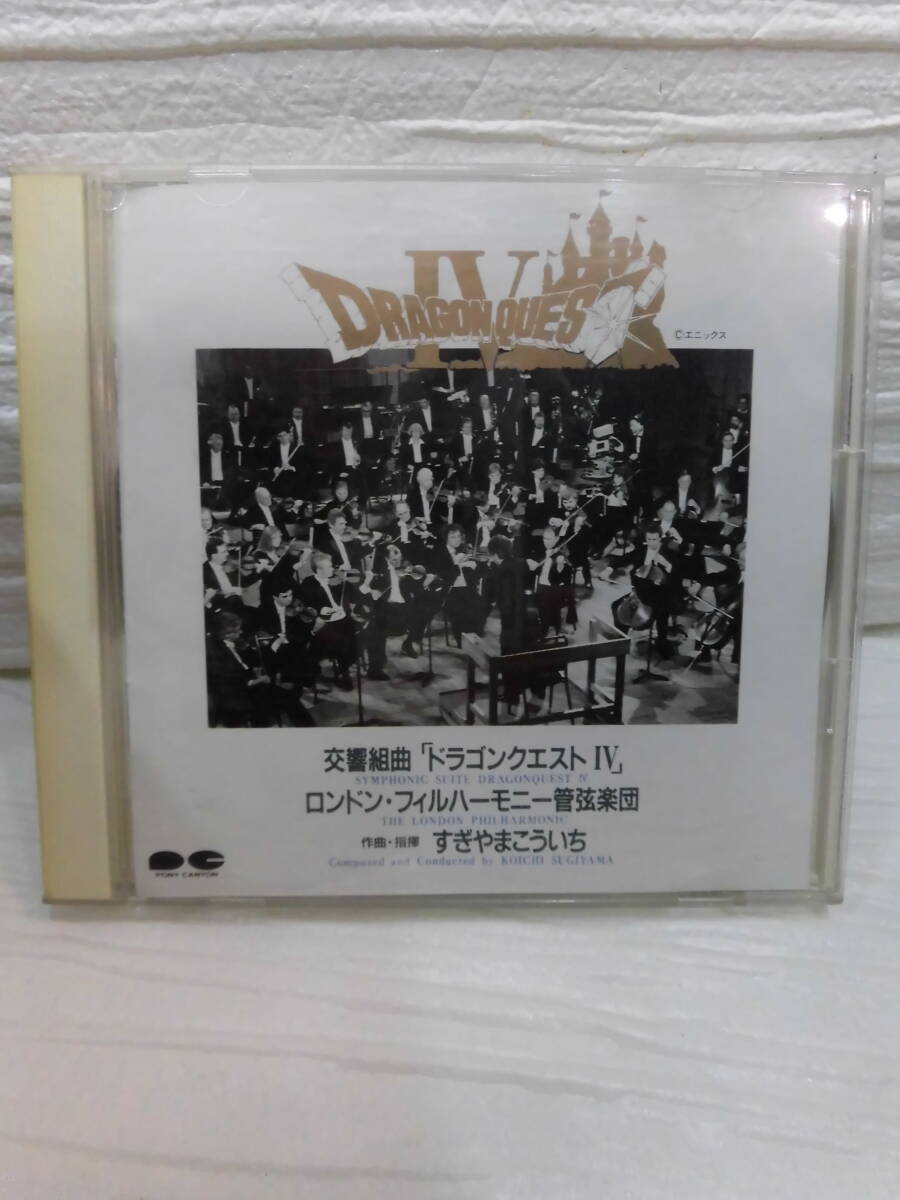 IV
DRAGON QUEST
©エニックス
交響組曲「ドラゴンクエストIV」
SYMPHONIC SUITE DRAGONQUEST IV
ロンドン・フィルハーモニー管弦楽団
THE LONDON PHILHARMONIC
作曲・指揮 すぎやまこういち
Composed and Conducted by KOICHI SUGIYAMA
PONY CANYON